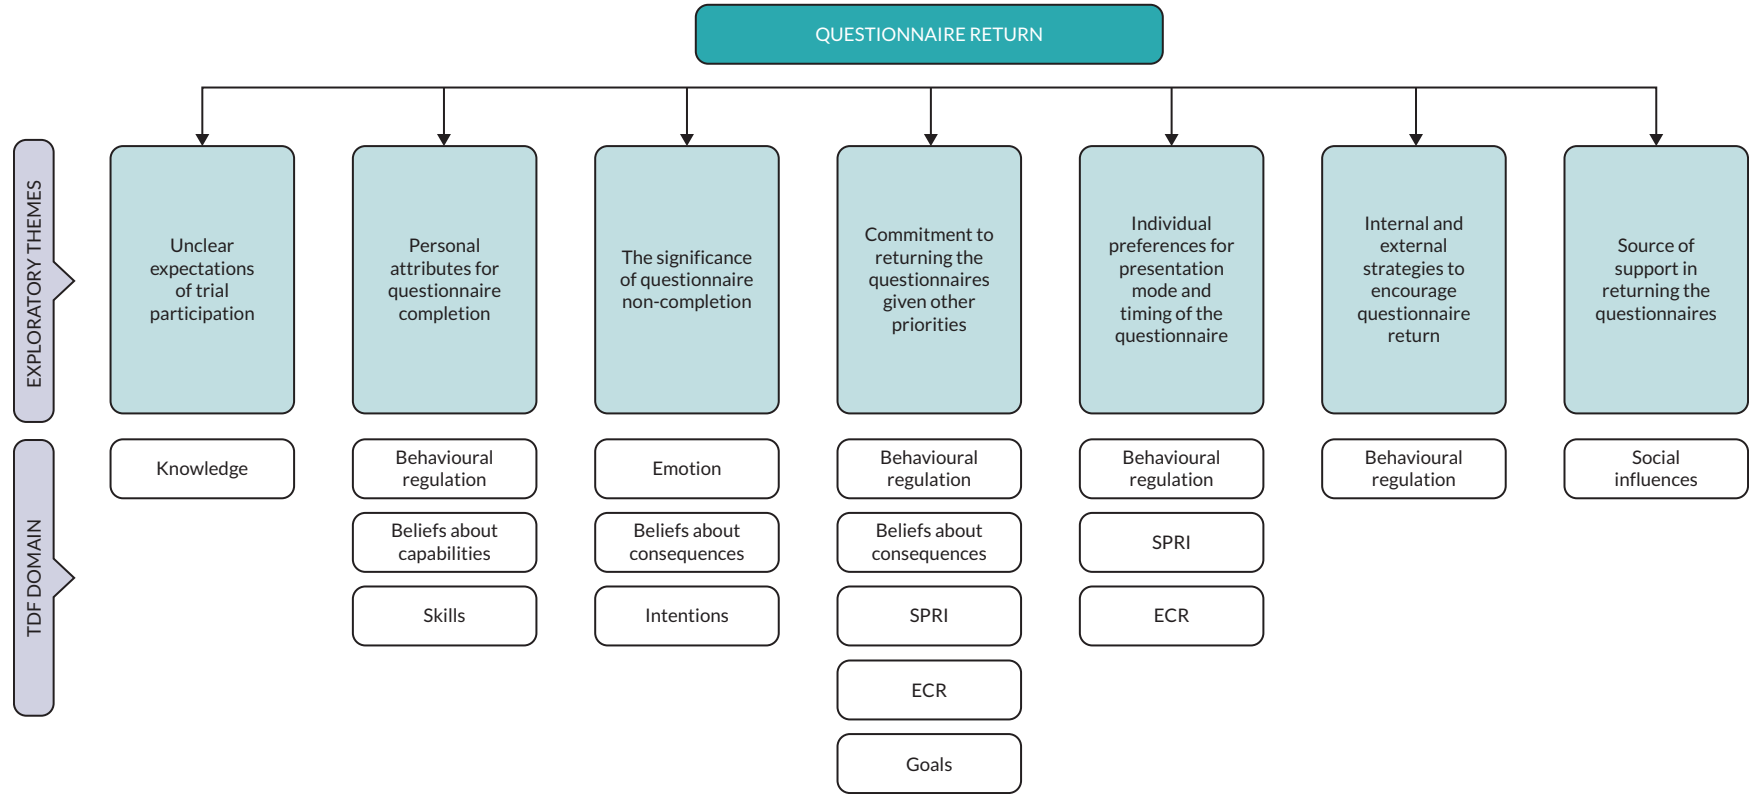 QUESTIONNAIRE RETURN
EXPLORATORY THEMES
Unclear
expectations
of trial
participation
Personal
attributes for
questionnaire
completion
The significance
of questionnaire
non-completion
Commitment to
returning the
questionnaires
given other
priorities
Individual
preferences for
presentation
mode and
timing of the
questionnaire
Internal and
external
strategies to
encourage
questionnaire
return
Source of
support in
returning the
questionnaires
TDF DOMAIN
Knowledge
Behavioural
regulation
Beliefs about
capabilities
Skills
Emotion
Beliefs about
consequences
Intentions
Behavioural
regulation
Beliefs about
consequences
SPRI
ECR
Goals
Behavioural
regulation
SPRI
ECR
Behavioural
regulation
Social
influences